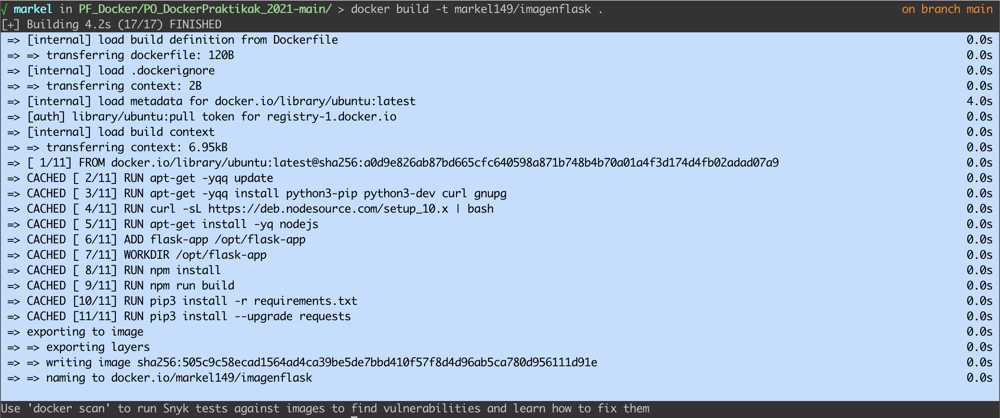 √ markel in PF_Docker/PO_DockerPraktikak_2021-main/ > docker build -t markel149/imagenflask . on branch main
[+] Building 4.2s (17/17) FINISHED
=> [internal] load build definition from Dockerfile 0.0s
=> => transferring dockerfile: 120B 0.0s
=> [internal] load .dockerignore 0.0s
=> => transferring context: 2B 0.0s
=> [internal] load metadata for docker.io/library/ubuntu:latest 4.0s
=> [auth] library/ubuntu:pull token for registry-1.docker.io 0.0s
=> [internal] load build context 0.0s
=> => transferring context: 6.95kB 0.0s
=> [ 1/11] FROM docker.io/library/ubuntu:latest@sha256:a0d9e826ab87bd665cfc640598a871b748b4b70a01a4f3d174d4fb02adad07a9 0.0s
=> CACHED [ 2/11] RUN apt-get -yqq update 0.0s
=> CACHED [ 3/11] RUN apt-get -yqq install python3-pip python3-dev curl gnupg 0.0s
=> CACHED [ 4/11] RUN curl -sL https://deb.nodesource.com/setup_10.x | bash 0.0s
=> CACHED [ 5/11] RUN apt-get install -yq nodejs 0.0s
=> CACHED [ 6/11] ADD flask-app /opt/flask-app 0.0s
=> CACHED [ 7/11] WORKDIR /opt/flask-app 0.0s
=> CACHED [ 8/11] RUN npm install 0.0s
=> CACHED [ 9/11] RUN npm run build 0.0s
=> CACHED [10/11] RUN pip3 install -r requirements.txt 0.0s
=> CACHED [11/11] RUN pip3 install --upgrade requests 0.0s
=> exporting to image 0.0s
=> => exporting layers 0.0s
=> => writing image sha256:505c9c58ecad1564ad4ca39be5de7bbd410f57f8d4d96ab5ca780d956111d91e 0.0s
=> => naming to docker.io/markel149/imagenflask 0.0s
Use 'docker scan' to run Snyk tests against images to find vulnerabilities and learn how to fix them